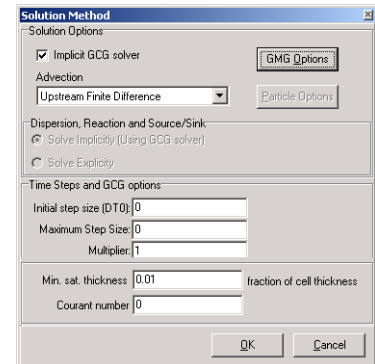 Solution Method
Solution Options
Implicit GCG solver
GMG Options
Advection
Upstream Finite Difference
Particle Options
Dispersion, Reaction and Source/Sink
Solve Implicitly (Using GCG solver)
Solve Explicity
Time Steps and GCG options
Initial step size (DT0): 0
Maximum Step Size: 0
Multiplier: 1
Min. sat. thickness 0.01 fraction of cell thickness
Courant number 0
OK Cancel